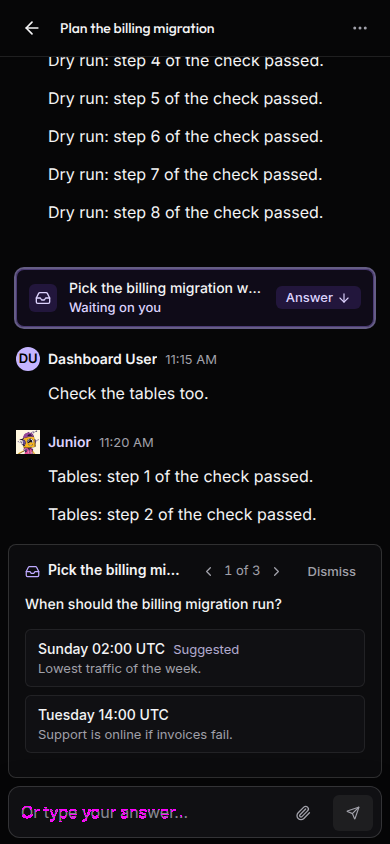 Plan the billing migration
Dry run: step 4 of the check passed.
Dry run: step 5 of the check passed.
Dry run: step 6 of the check passed.
Dry run: step 7 of the check passed.
Dry run: step 8 of the check passed.
Pick the billing migration w...
Waiting on you
Answer ↓
DU Dashboard User 11:15 AM
Check the tables too.
Junior 11:20 AM
Tables: step 1 of the check passed.
Tables: step 2 of the check passed.
Pick the billing mi... 1 of 3 Dismiss
When should the billing migration run?
Sunday 02:00 UTC Suggested
Lowest traffic of the week.
Tuesday 14:00 UTC
Support is online if invoices fail.
Or type your answer...